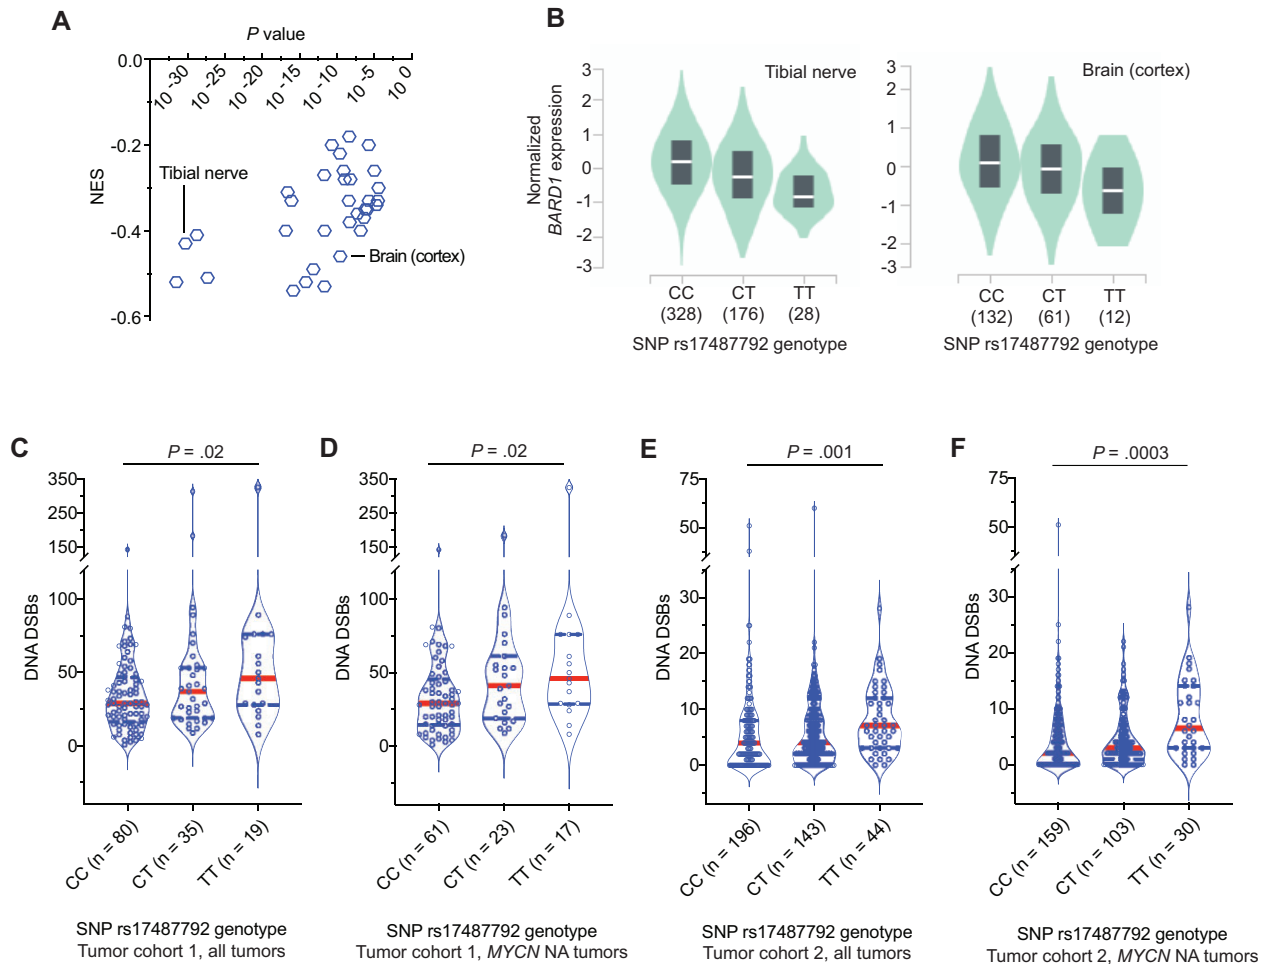 A
P value
0.0
10 -30
10 -25
10 -20
10 -15
10 -10
10 -5
10 0
-0.2
-0.4
-0.6
NES
Tibial nerve
Brain (cortex)
B
Normalized
BARD1 expression
Tibial nerve
3
2
1
0
-1
-2
-3
CC
CT
TT
(328)
(176)
(28)
SNP rs17487792 genotype
Brain (cortex)
3
2
1
0
-1
-2
-3
CC
CT
TT
(132)
(61)
(12)
SNP rs17487792 genotype
C
P = .02
350
250
150
100
50
0
DNA DSBs
CC (n = 80)
CT (n = 35)
TT (n = 19)
SNP rs17487792 genotype
Tumor cohort 1, all tumors
D
P = .02
350
250
150
100
50
0
DNA DSBs
CC (n = 61)
CT (n = 23)
TT (n = 17)
SNP rs17487792 genotype
Tumor cohort 1, MYCN NA tumors
E
P = .001
75
50
30
20
10
0
DNA DSBs
CC (n = 196)
CT (n = 143)
TT (n = 44)
SNP rs17487792 genotype
Tumor cohort 2, all tumors
F
P = .0003
75
50
30
20
10
0
DNA DSBs
CC (n = 159)
CT (n = 103)
TT (n = 30)
SNP rs17487792 genotype
Tumor cohort 2, MYCN NA tumors